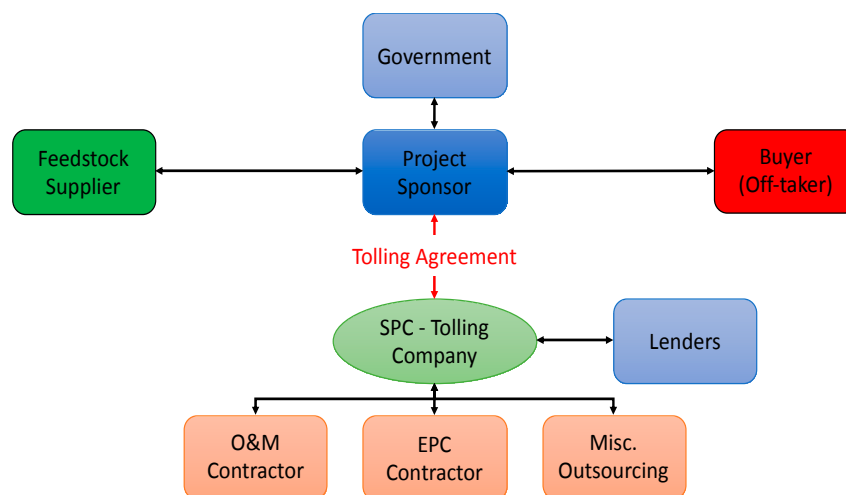 Government
Feedstock
Supplier
Project
Sponsor
Buyer
(Off-taker)
Tolling Agreement
SPC - Tolling
Company
Lenders
O&M
Contractor
EPC
Contractor
Misc.
Outsourcing